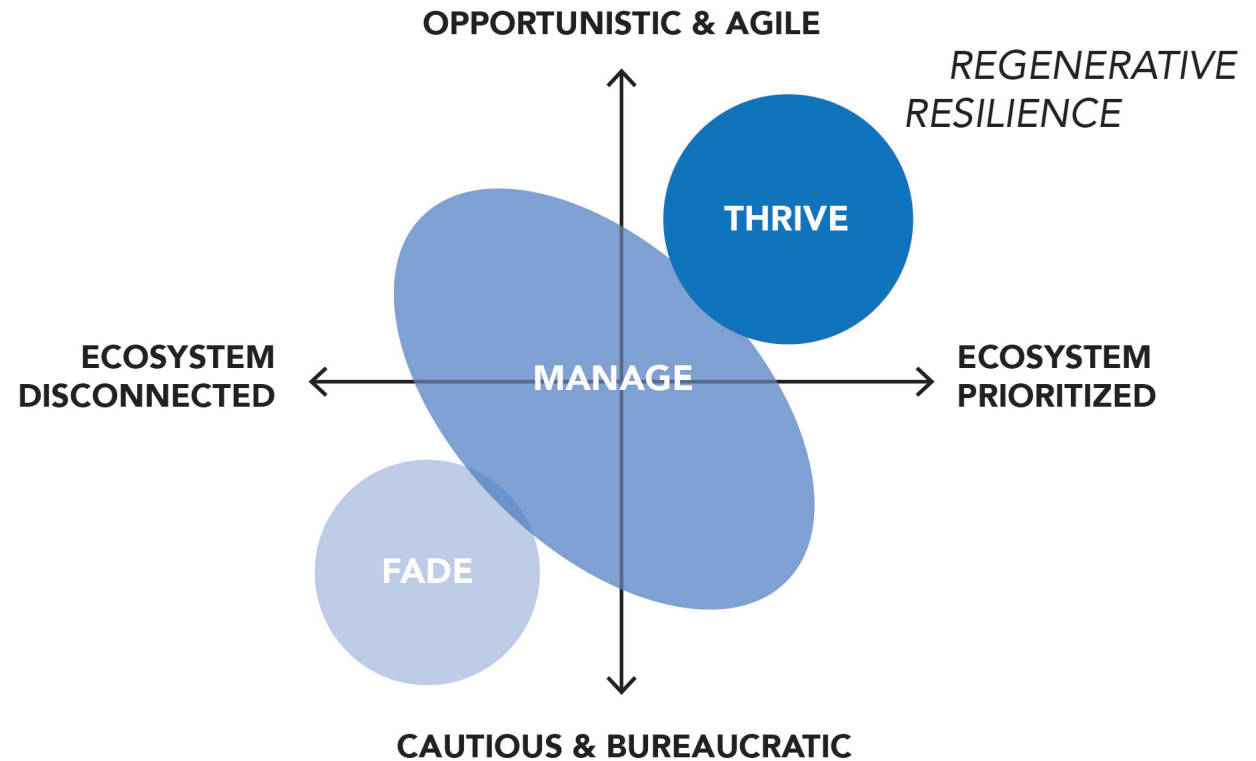 OPPORTUNISTIC & AGILE
REGENERATIVE
RESILIENCE
THRIVE
ECOSYSTEM
DISCONNECTED
MANAGE
ECOSYSTEM
PRIORITIZED
FADE
CAUTIOUS & BUREAUCRATIC